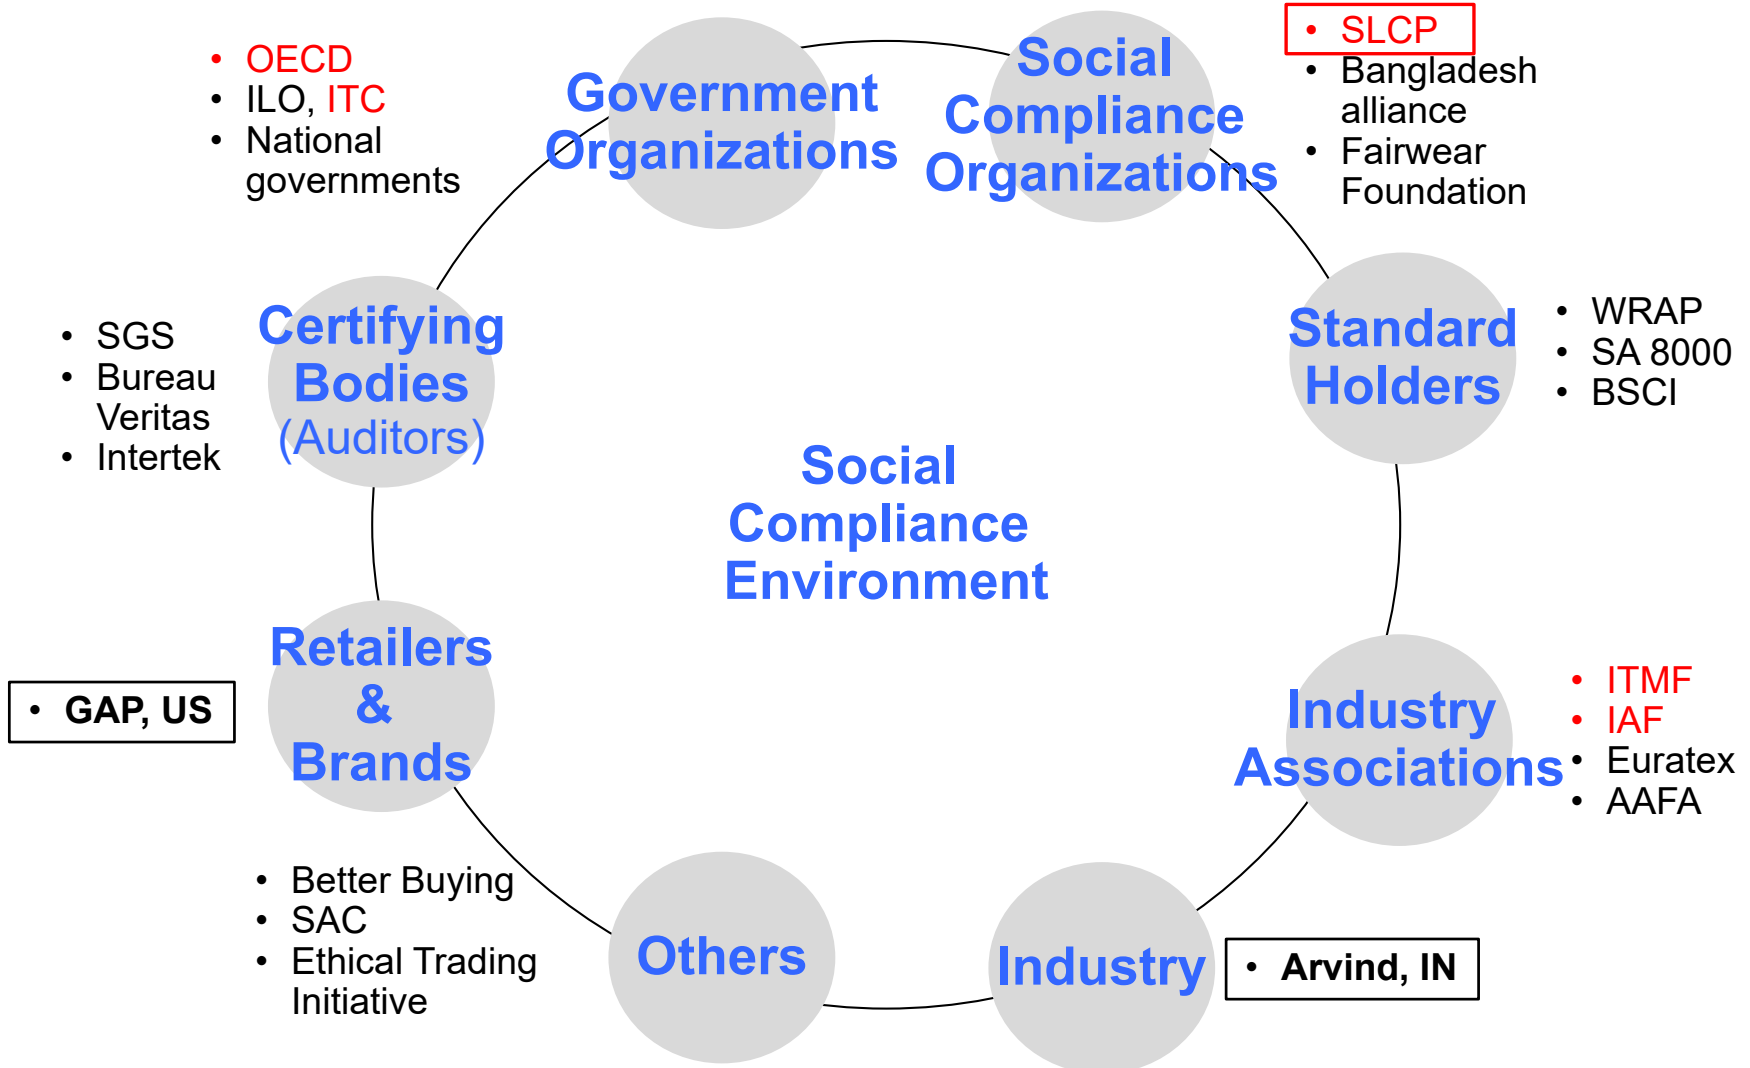 • OECD
• ILO, ITC
• National
governments
Government
Organizations
Social
Compliance
Organizations
• SLCP
• Bangladesh
alliance
• Fairwear
Foundation
• SGS
• Bureau
Veritas
• Intertek
Certifying
Bodies
(Auditors)
Standard
Holders
• WRAP
• SA 8000
• BSCI
Social
Compliance
Environment
• GAP, US
Retailers
&
Brands
Industry
Associations
• ITMF
• IAF
• Euratex
• AAFA
• Better Buying
• SAC
• Ethical Trading
Initiative
Others
Industry
• Arvind, IN